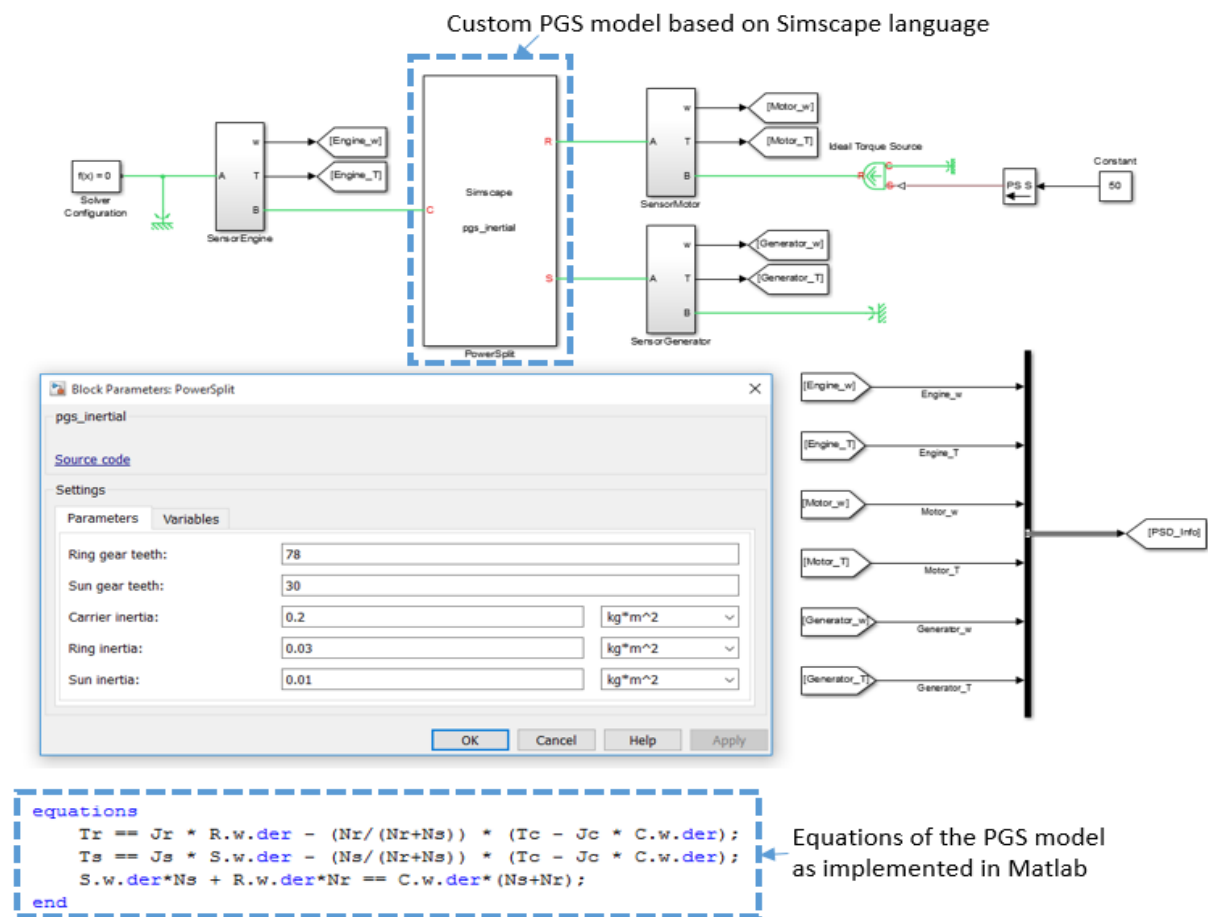 Custom PGS model based on Simscape language
f(x) = 0
Solver
Configuration
A
w
T
B
SensorEngine
[Engine_w]
[Engine_T]
C
Simscape
pgs_inertial
R
S
PowerSplit
A
w
T
B
SensorMotor
[Motor_w]
[Motor_T]
Ideal Torque Source
R
C
S
PS S
Constant
50
A
w
T
B
SensorGenerator
[Generator_w]
[Generator_T]
Block Parameters: PowerSplit
pgs_inertial
Source code
Settings
Parameters Variables
Ring gear teeth: 78
Sun gear teeth: 30
Carrier inertia: 0.2 kg*m^2
Ring inertia: 0.03 kg*m^2
Sun inertia: 0.01 kg*m^2
OK Cancel Help Apply
[Engine_w] Engine_w
[Engine_T] Engine_T
[Motor_w] Motor_w
[Motor_T] Motor_T
[Generator_w] Generator_w
[Generator_T] Generator_T
[PSD_Info]
equations
Tr == Jr * R.w.der - (Nr/(Nr+Ns)) * (Tc - Jc * C.w.der);
Ts == Js * S.w.der - (Ns/(Nr+Ns)) * (Tc - Jc * C.w.der);
S.w.der*Ns + R.w.der*Nr == C.w.der*(Ns+Nr);
end
Equations of the PGS model
as implemented in Matlab